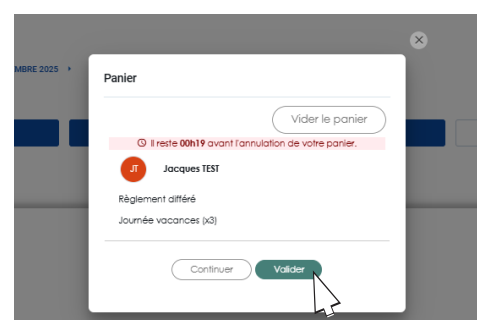 MBRE 2025
Panier
Vider le panier
Il reste 00h19 avant l'annulation de votre panier.
JT Jacques TEST
Règlement différé
Journée vacances (x3)
Continuer Valider